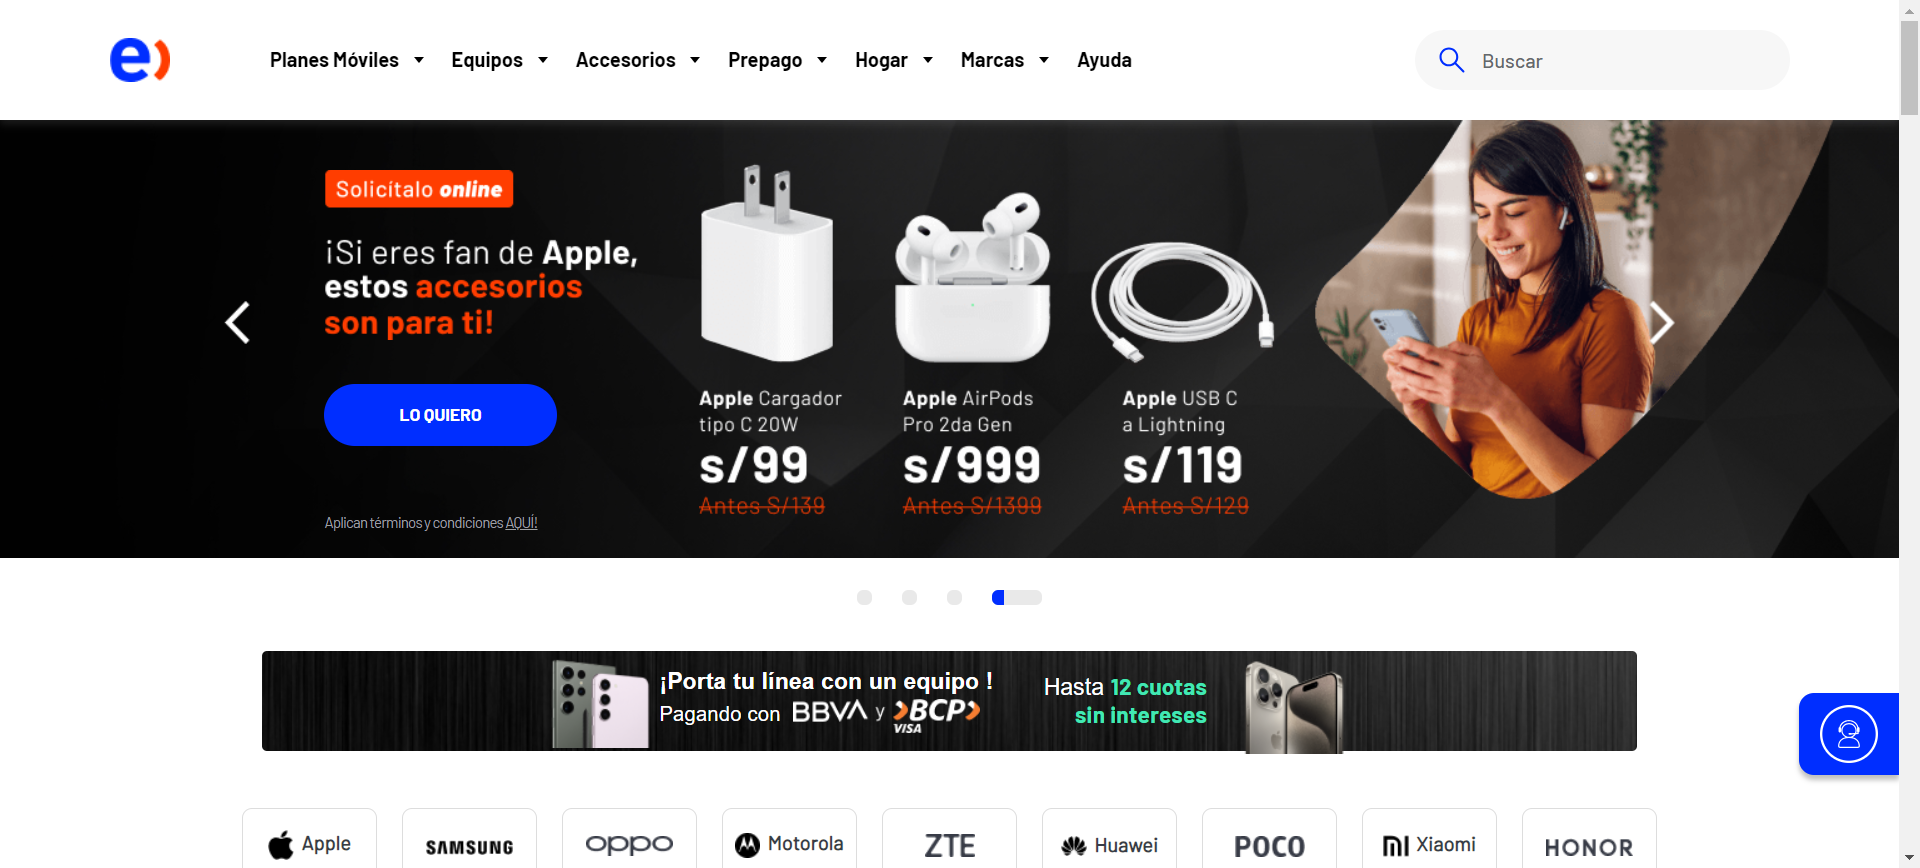 e)
Planes Móviles
Equipos
Accesorios
Prepago
Hogar
Marcas
Ayuda
Buscar
Solicítalo online
¡Si eres fan de Apple,
estos accesorios
son para ti!
LO QUIERO
Aplican términos y condiciones AQUÍ!
Apple Cargador
tipo C 20W
s/99
Antes S/139
Apple AirPods
Pro 2da Gen
s/999
Antes S/1399
Apple USB C
a Lightning
s/119
Antes S/129
¡Porta tu línea con un equipo !
Pagando con BBVA y BCP
VISA
Hasta 12 cuotas
sin intereses
Apple
SAMSUNG
oppo
Motorola
ZTE
Huawei
POCO
mi Xiaomi
HONOR